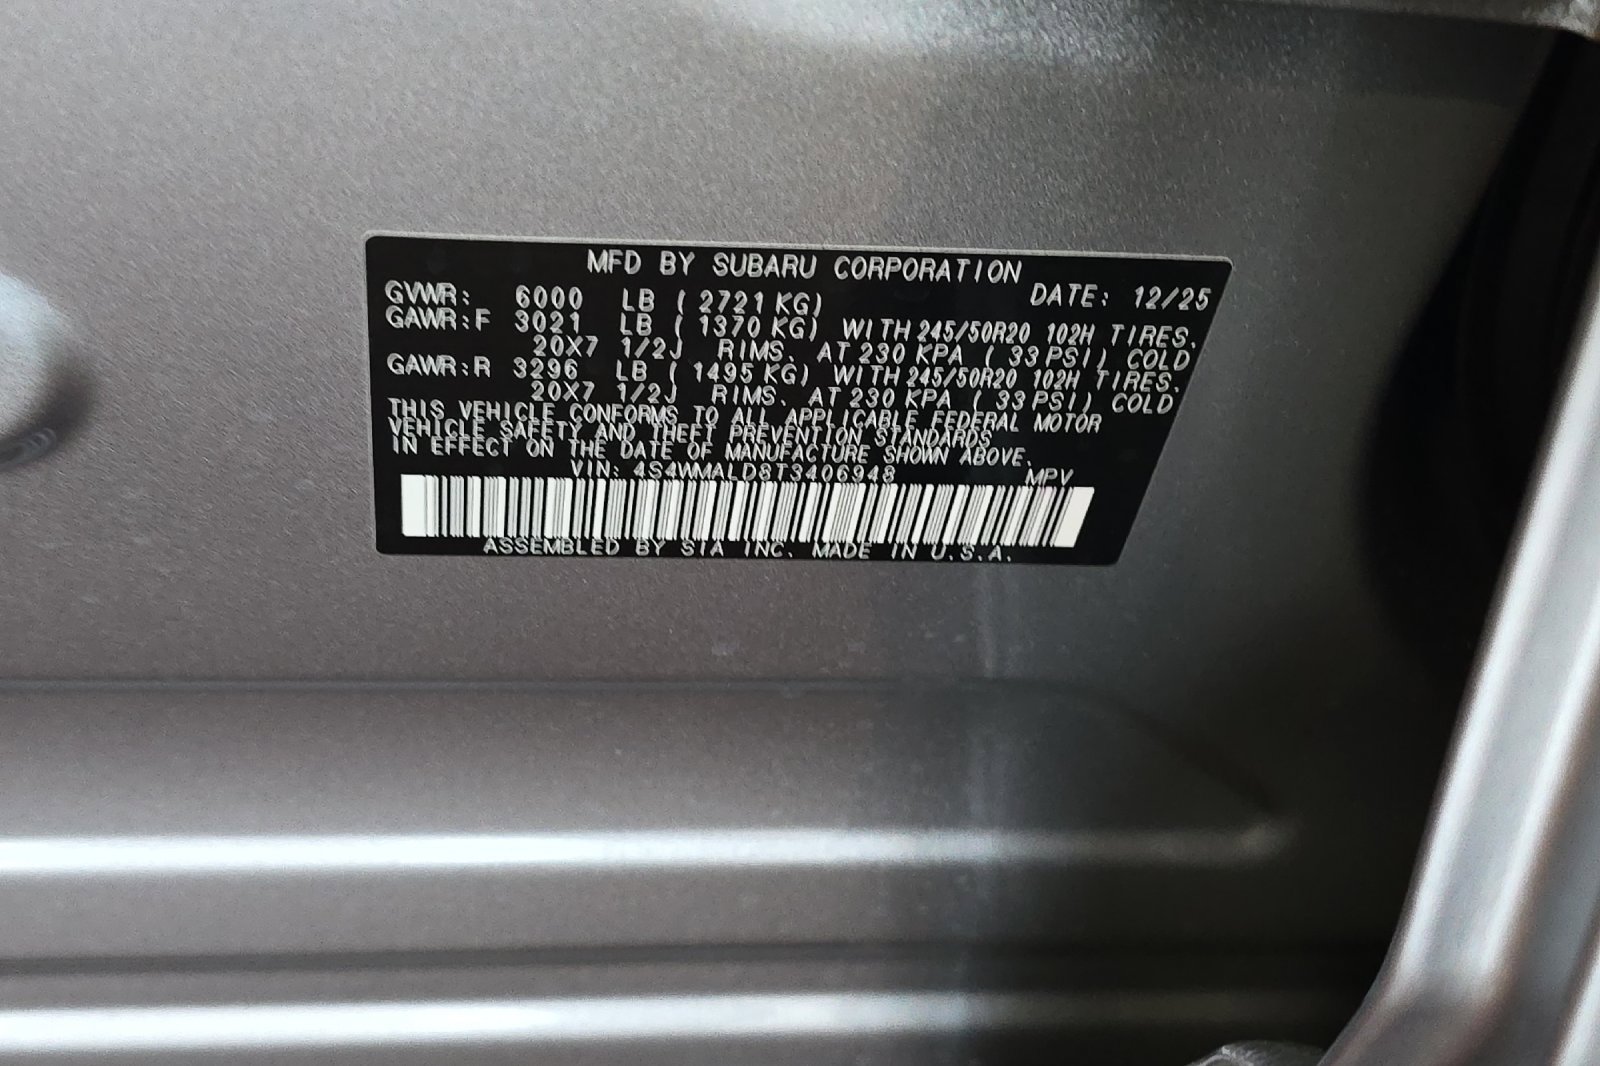 MFD BY SUBARU CORPORATION
DATE: 12/25
GVWR: 6000 LB ( 2721 KG)
GAWR:F 3021 LB ( 1370 KG) WITH 245/50R20 102H TIRES.
20X7 1/2J RIMS. AT 230 KPA ( 33 PSI) COLD
GAWR:R 3296 LB ( 1495 KG) WITH 245/50R20 102H TIRES.
20X7 1/2J RIMS. AT 230 KPA ( 33 PSI) COLD
THIS VEHICLE CONFORMS TO ALL APPLICABLE FEDERAL MOTOR
VEHICLE SAFETY AND THEFT PREVENTION STANDARDS
IN EFFECT ON THE DATE OF MANUFACTURE SHOWN ABOVE.
VIN: 4S4WMALD8T3406948 MPV
ASSEMBLED BY SIA INC. MADE IN U.S.A.